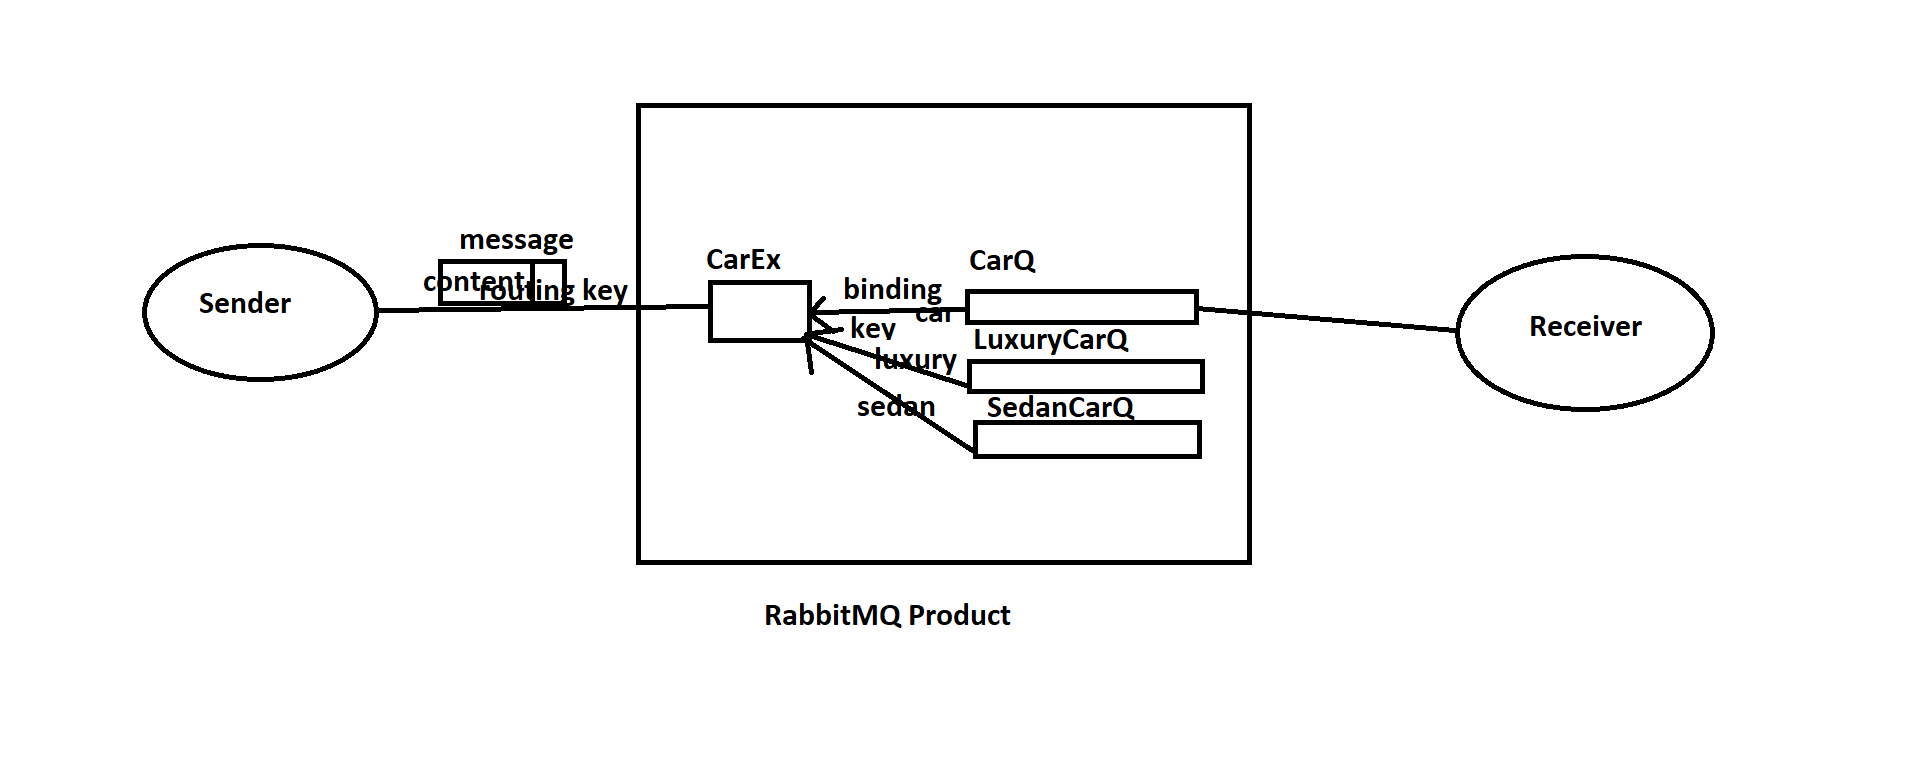 message
content
routing key
Sender
CarEx
CarQ
binding
car
key
LuxuryCarQ
luxury
sedan
SedanCarQ
Receiver
RabbitMQ Product